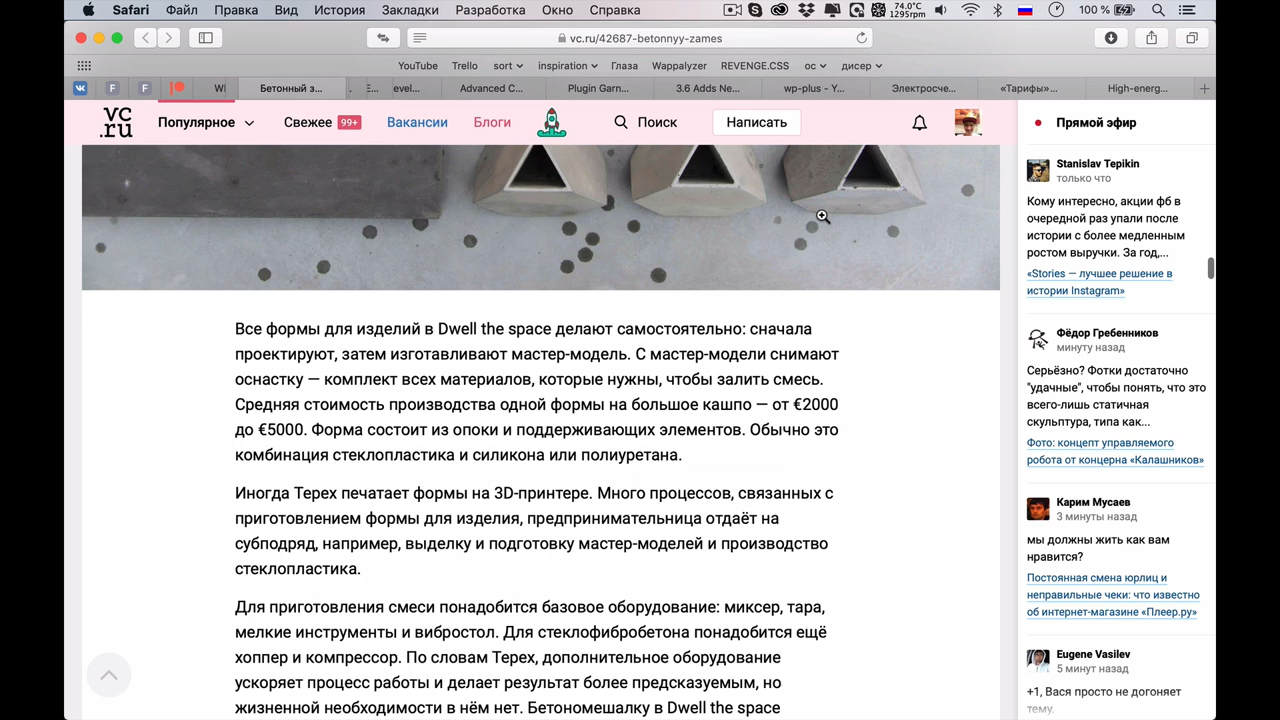 Safari Файл Правка Вид История Закладки Разработка Окно Справка 74.0°C 1295rpm 100 %
vc.ru/42687-betonnyy-zames
YouTube Trello sort inspiration Глаза Wappalyzer REVENGE.CSS ос дисер
F F WI Бетонный з... . E... evel... Advanced C... Plugin Garn... 3.6 Adds Ne... wp-plus - Y... Электросче... «Тарифы»... High-energ...
vc.ru Популярное Свежее 99+ Вакансии Блоги Поиск Написать
Все формы для изделий в Dwell the space делают самостоятельно: сначала
проектируют, затем изготавливают мастер-модель. С мастер-модели снимают
оснастку — комплект всех материалов, которые нужны, чтобы залить смесь.
Средняя стоимость производства одной формы на большое кашпо — от €2000
до €5000. Форма состоит из опоки и поддерживающих элементов. Обычно это
комбинация стеклопластика и силикона или полиуретана.
Иногда Терех печатает формы на 3D-принтере. Много процессов, связанных с
приготовлением формы для изделия, предпринимательница отдаёт на
субподряд, например, выделку и подготовку мастер-моделей и производство
стеклопластика.
Для приготовления смеси понадобится базовое оборудование: миксер, тара,
мелкие инструменты и вибростол. Для стеклофибробетона понадобится ещё
хоппер и компрессор. По словам Терех, дополнительное оборудование
ускоряет процесс работы и делает результат более предсказуемым, но
жизненной необходимости в нём нет. Бетономешалку в Dwell the space
Прямой эфир
Stanislav Tepikin
только что
Кому интересно, акции фб в
очередной раз упали после
истории с более медленным
ростом выручки. За год,...
«Stories — лучшее решение в
истории Instagram»
Фёдор Гребенников
минуту назад
Серьёзно? Фотки достаточно
"удачные", чтобы понять, что это
всего-лишь статичная
скульптура, типа как...
Фото: концепт управляемого
робота от концерна «Калашников»
Карим Мусаев
3 минуты назад
мы должны жить как вам
нравится?
Постоянная смена юрлиц и
неправильные чеки: что известно
об интернет-магазине «Плеер.ру»
Eugene Vasilev
5 минут назад
+1, Вася просто не догоняет
тему.